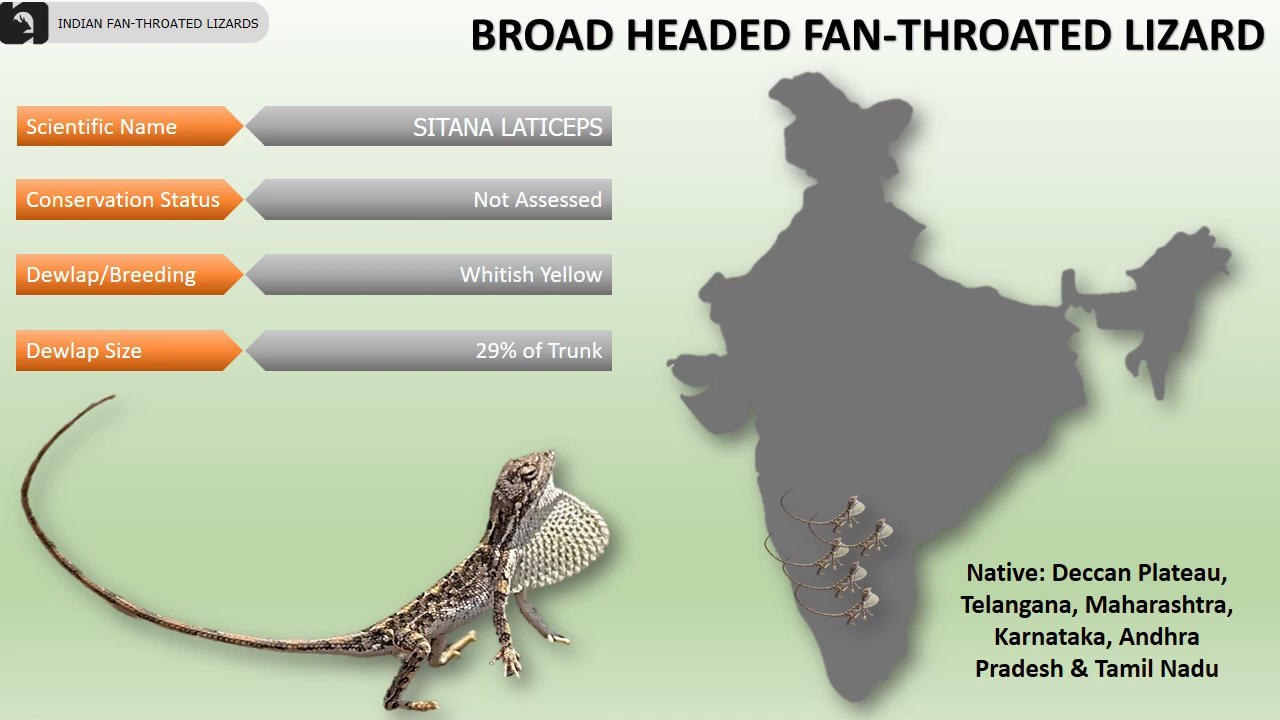 INDIAN FAN-THROATED LIZARDS
BROAD HEADED FAN-THROATED LIZARD
Scientific Name
SITANA LATICEPS
Conservation Status
Not Assessed
Dewlap/Breeding
Whitish Yellow
Dewlap Size
29% of Trunk
Native: Deccan Plateau,
Telangana, Maharashtra,
Karnataka, Andhra
Pradesh & Tamil Nadu